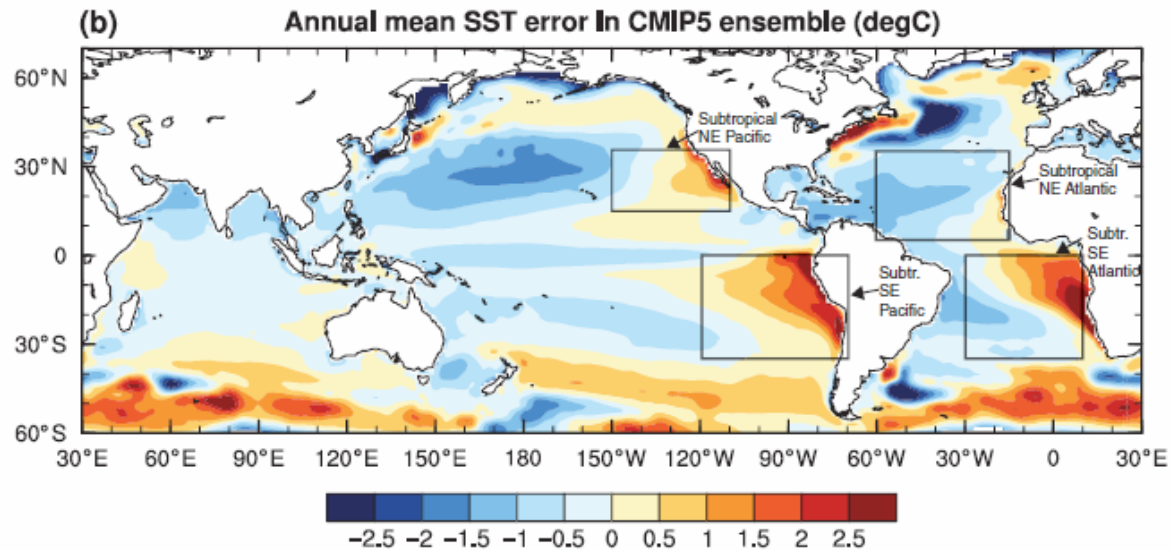 (b) Annual mean SST error in CMIP5 ensemble (degC)
60°N
30°N
0
30°S
60°S
Subtropical
NE Pacific
Subtropical
NE Atlantic
Subtr.
SE
Atlantic
Subtr.
SE
Pacific
30°E 60°E 90°E 120°E 150°E 180 150°W 120°W 90°W 60°W 30°W 0 30°E
−2.5 −2 −1.5 −1 −0.5 0 0.5 1 1.5 2 2.5